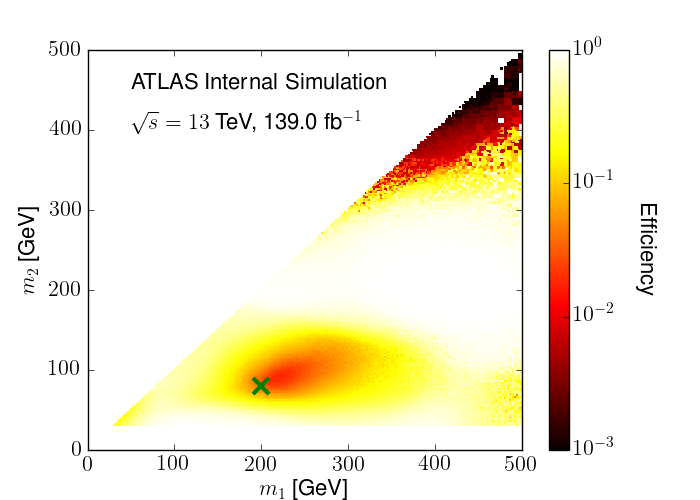 ATLAS Internal Simulation
√s = 13 TeV, 139.0 fb⁻¹
500
400
300
200
100
0
m₂ [GeV]
0 100 200 300 400 500
m₁ [GeV]
10⁰
10⁻¹
10⁻²
10⁻³
Efficiency